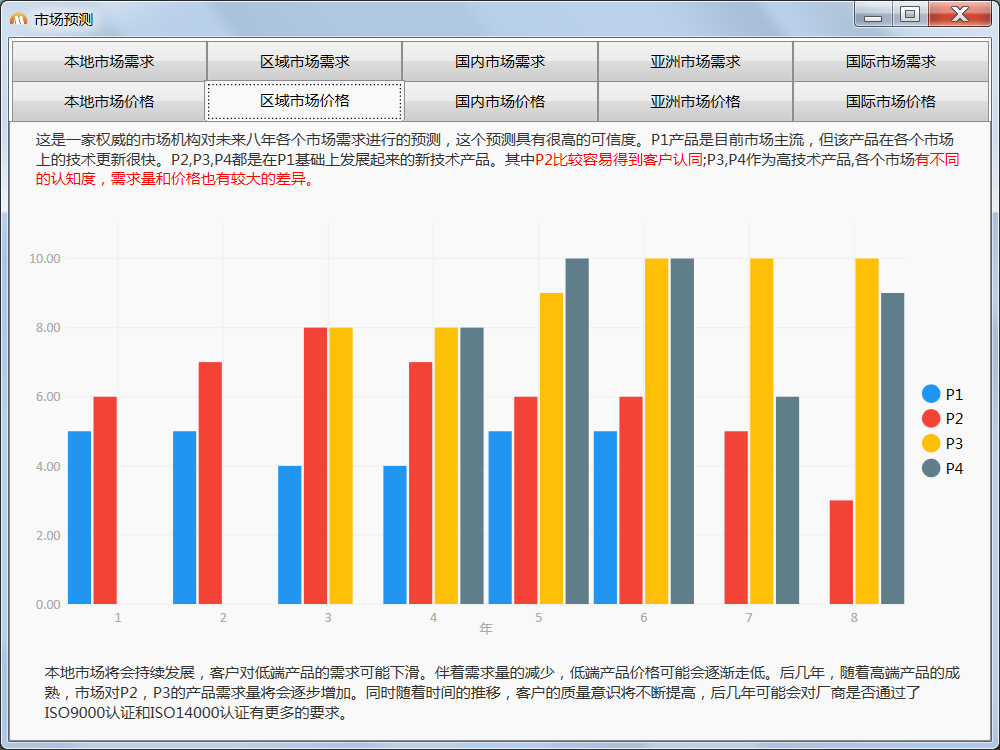 市场预测
本地市场需求 区域市场需求 国内市场需求 亚洲市场需求 国际市场需求
本地市场价格 区域市场价格 国内市场价格 亚洲市场价格 国际市场价格
这是一家权威的市场机构对未来八年各个市场需求进行的预测，这个预测具有很高的可信度。P1产品是目前市场主流，但该产品在各个市场
上的技术更新很快。P2,P3,P4都是在P1基础上发展起来的新技术产品。其中P2比较容易得到客户认同;P3,P4作为高技术产品,各个市场有不同
的认知度，需求量和价格也有较大的差异。
10.00
8.00
6.00
4.00
2.00
0.00
P1
P2
P3
P4
1 2 3 4 5 6 7 8
年
本地市场将会持续发展，客户对低端产品的需求可能下滑。伴着需求量的减少，低端产品价格可能会逐渐走低。后几年，随着高端产品的成
熟，市场对P2，P3的产品需求量将会逐步增加。同时随着时间的推移，客户的质量意识将不断提高，后几年可能会对厂商是否通过了
ISO9000认证和ISO14000认证有更多的要求。